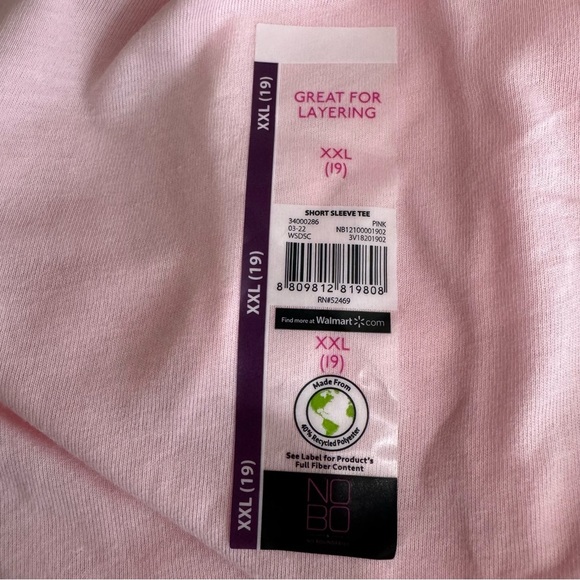 GREAT FOR
LAYERING
XXL (19)
XXL
(19)
SHORT SLEEVE TEE
34000286 PINK
03-22 NB12100001902
WSDSC 3V18201902
8 809812 819808
RN#52469
XXL (19)
Find more at Walmart.com
XXL
(19)
Made From
40% Recycled Polyester
See Label for Product's
Full Fiber Content
XXL (19)
NO
BO